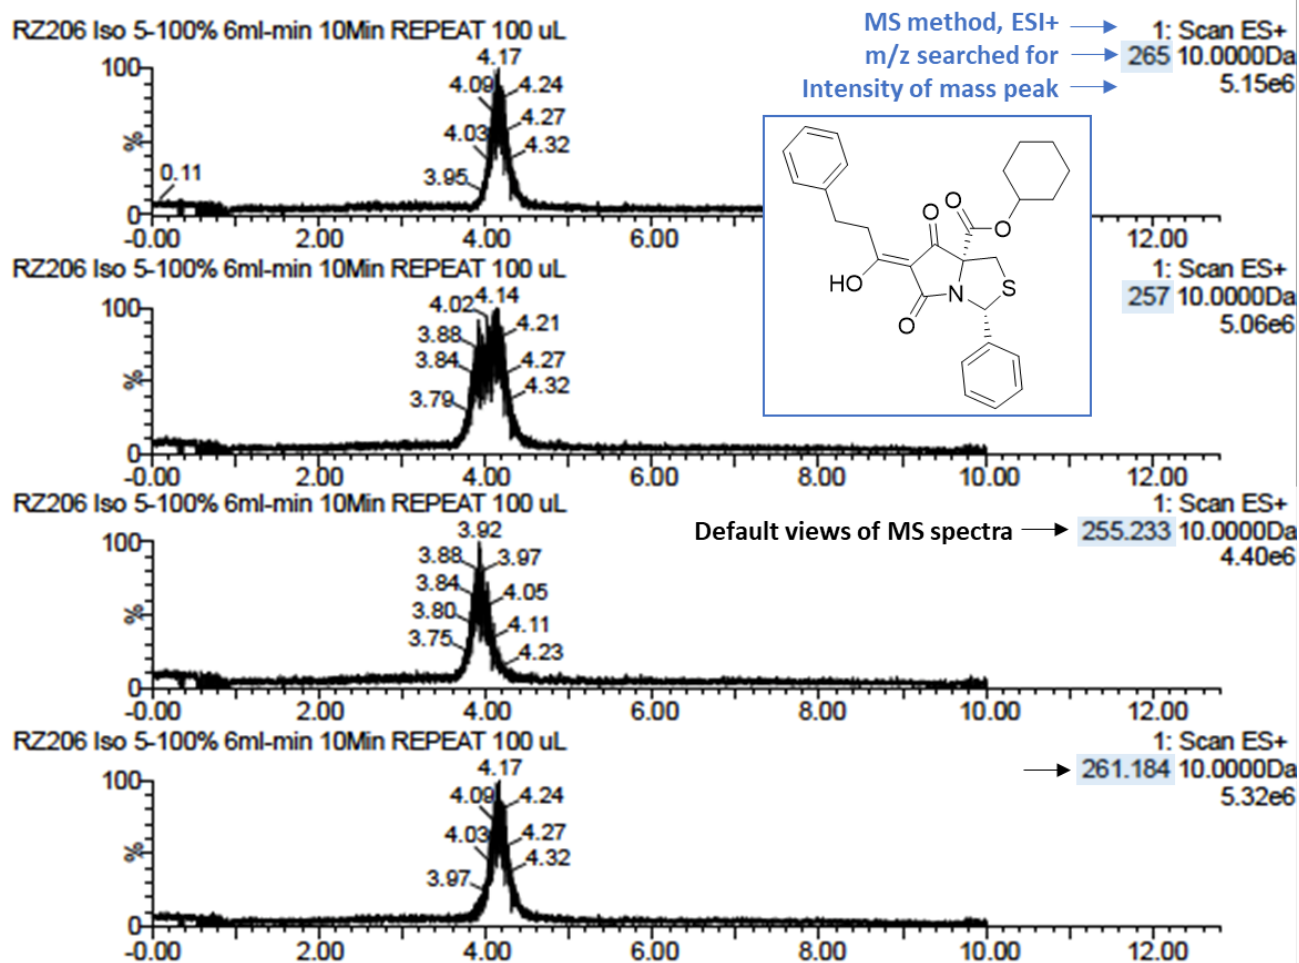 RZ206 Iso 5-100% 6ml-min 10Min REPEAT 100 uL
MS method, ESI+
1: Scan ES+
m/z searched for
265 10.0000Da
Intensity of mass peak
5.15e6
100
%
0
0.11
3.95
4.03
4.09
4.17
4.24
4.27
4.32
-0.00 2.00 4.00 6.00 12.00
O
O
O
HO
N
S
O
RZ206 Iso 5-100% 6ml-min 10Min REPEAT 100 uL
1: Scan ES+
257 10.0000Da
5.06e6
100
%
0
3.79
3.84
3.88
4.02
4.14
4.21
4.27
4.32
-0.00 2.00 4.00 6.00 8.00 10.00 12.00
RZ206 Iso 5-100% 6ml-min 10Min REPEAT 100 uL
1: Scan ES+
Default views of MS spectra
255.233 10.0000Da
4.40e6
100
%
0
3.75
3.80
3.84
3.88
3.92
3.97
4.05
4.11
4.23
-0.00 2.00 4.00 6.00 8.00 10.00 12.00
RZ206 Iso 5-100% 6ml-min 10Min REPEAT 100 uL
1: Scan ES+
261.184 10.0000Da
5.32e6
100
%
0
3.97
4.03
4.09
4.17
4.24
4.27
4.32
-0.00 2.00 4.00 6.00 8.00 10.00 12.00